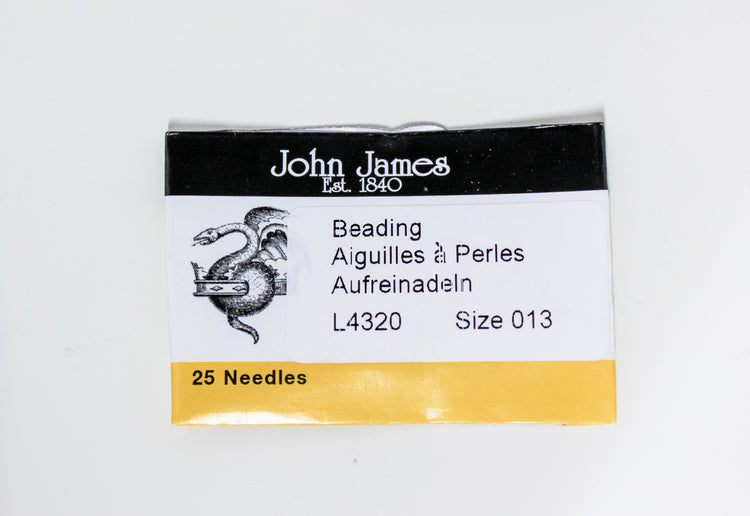 John James
Est. 1840
Beading
Aiguilles à Perles
Aufreinadeln
L4320 Size 013
25 Needles